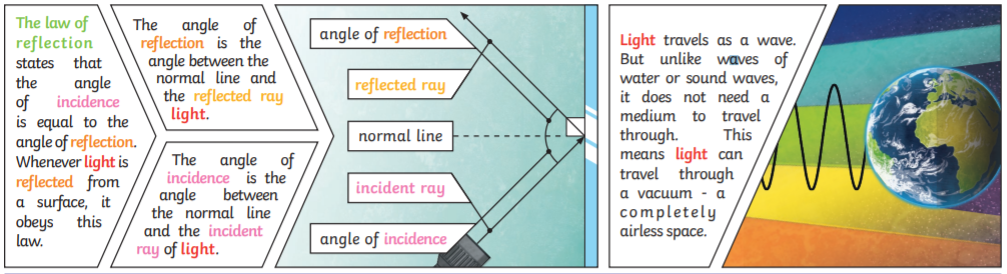 The law of
reflection
states that
the angle
of incidence
is equal to the
angle of reflection.
Whenever light is
reflected from
a surface, it
obeys this
law.
The angle of
reflection is the
angle between the
normal line and
the reflected ray
light.
The angle of
incidence is the
angle between
the normal line
and the incident
ray of light.
angle of reflection
reflected ray
normal line
incident ray
angle of incidence
Light travels as a wave.
But unlike waves of
water or sound waves,
it does not need a
medium to travel
through. This
means light can
travel through
a vacuum - a
completely
airless space.